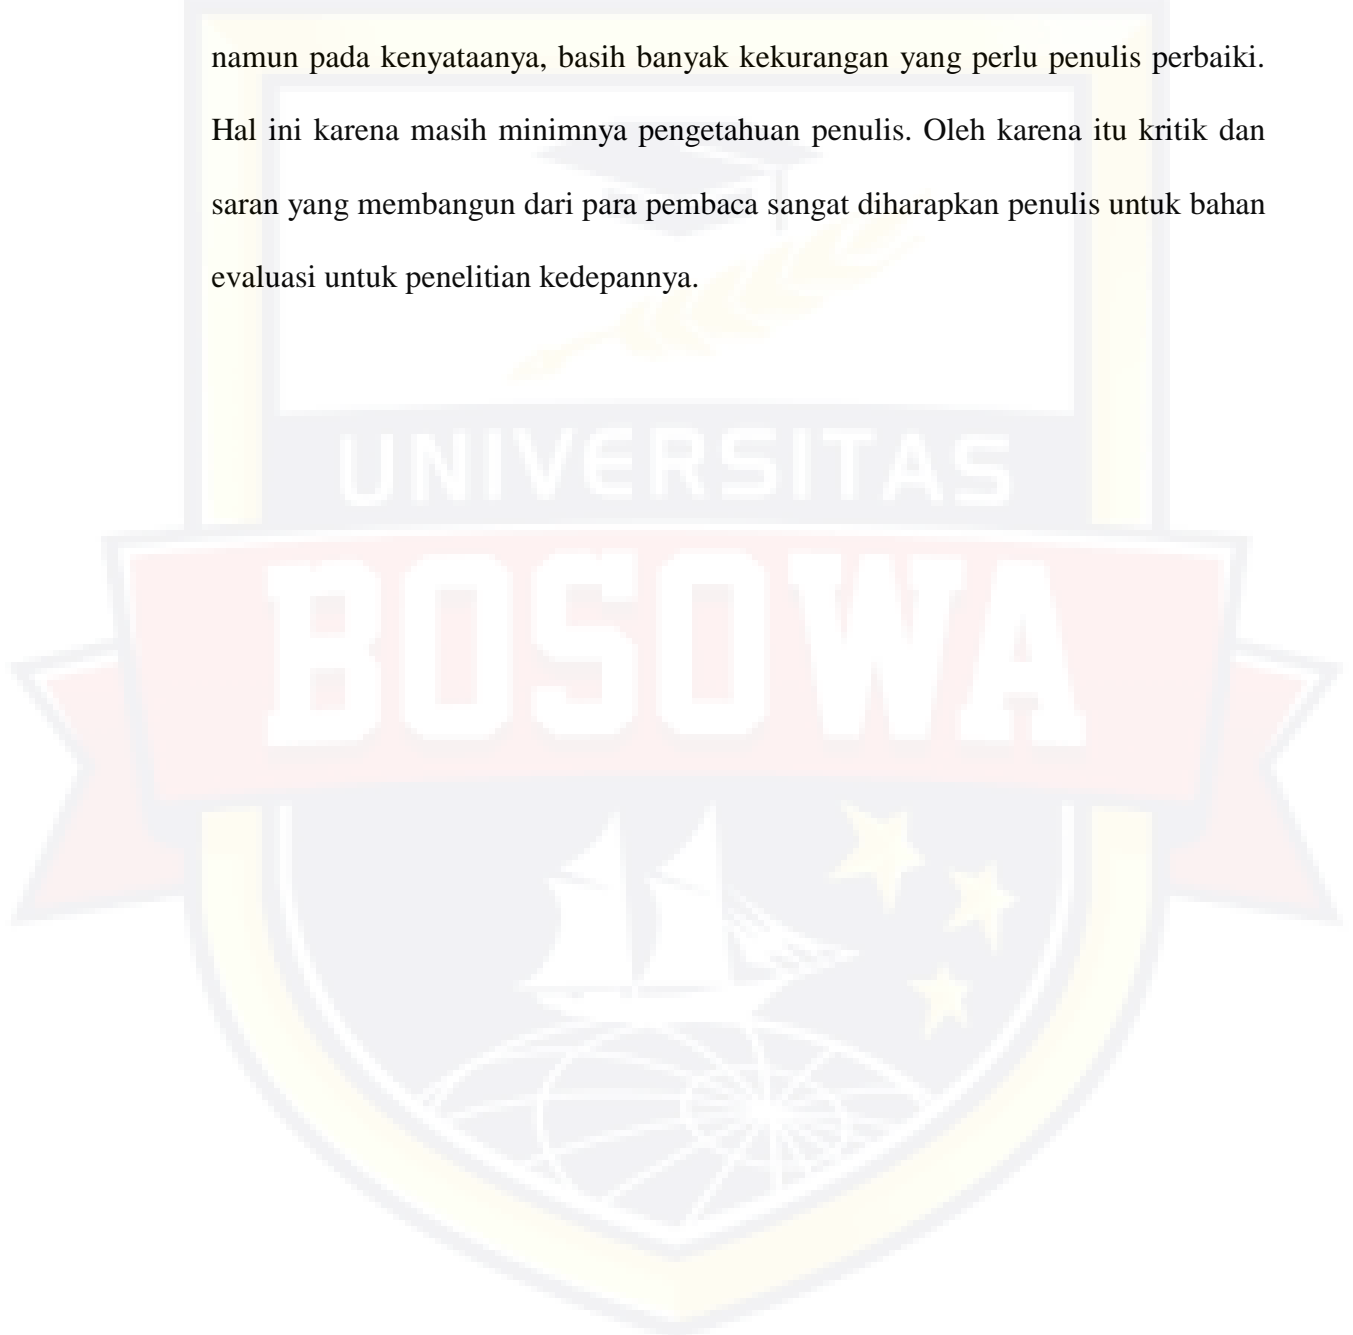 namun pada kenyataanya, basih banyak kekurangan yang perlu penulis perbaiki.
Hal ini karena masih minimnya pengetahuan penulis. Oleh karena itu kritik dan
saran yang membangun dari para pembaca sangat diharapkan penulis untuk bahan
evaluasi untuk penelitian kedepannya.
UNIVERSITAS
BOSOWA